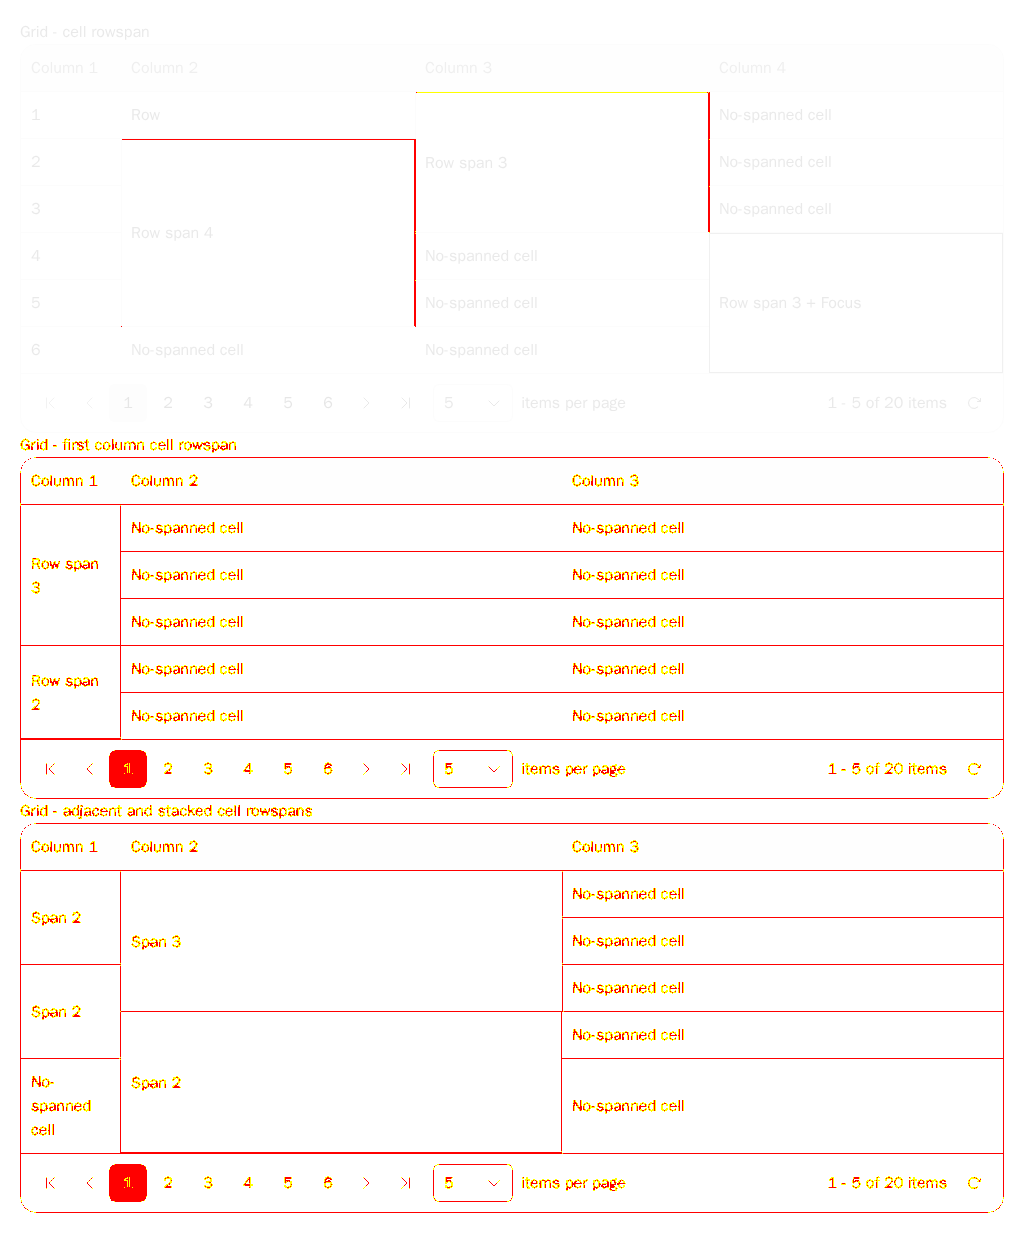 Grid - cell rowspan
Column 1 Column 2 Column 3 Column 4
1 Row No-spanned cell
2 Row span 3 No-spanned cell
3 No-spanned cell
Row span 4
4 No-spanned cell
5 No-spanned cell Row span 3 + Focus
6 No-spanned cell No-spanned cell
1 2 3 4 5 6 5 items per page 1 - 5 of 20 items
Grid - first column cell rowspan
Column 1 Column 2 Column 3
No-spanned cell No-spanned cell
Row span
3
No-spanned cell No-spanned cell
No-spanned cell No-spanned cell
No-spanned cell No-spanned cell
Row span
2
No-spanned cell No-spanned cell
1 2 3 4 5 6 5 items per page 1 - 5 of 20 items
Grid - adjacent and stacked cell rowspans
Column 1 Column 2 Column 3
No-spanned cell
Span 2
Span 3 No-spanned cell
No-spanned cell
Span 2
No-spanned cell
No-
spanned
cell
Span 2
No-spanned cell
1 2 3 4 5 6 5 items per page 1 - 5 of 20 items